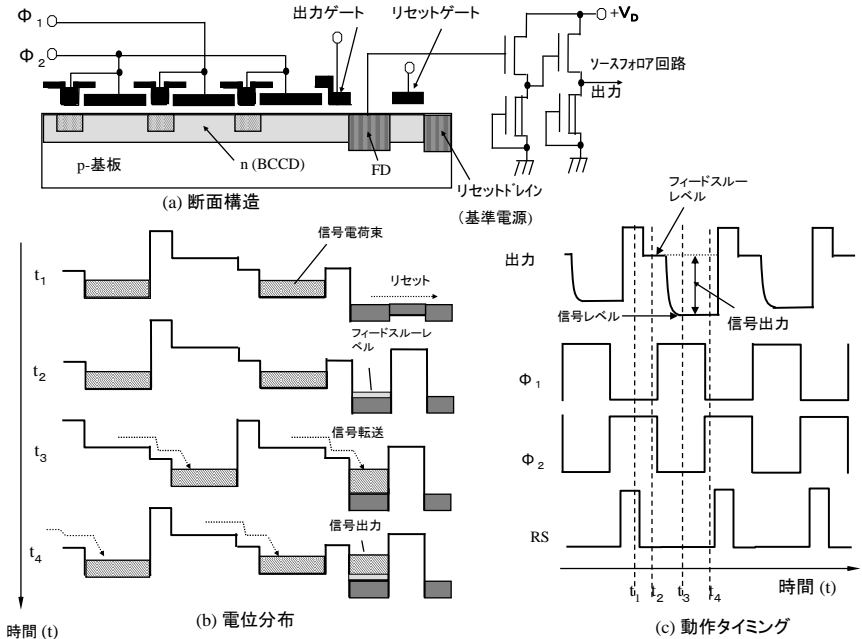 Φ1
Φ2
出力ゲート
リセットゲート
+VD
ソースフォロア回路
出力
p-基板
n (BCCD)
FD
リセットドレイン
(基準電源)
(a) 断面構造
t1
信号電荷束
リセット
t2
フィードスルーレ
ベル
t3
信号転送
t4
信号出力
(b) 電位分布
時間 (t)
フィードスルー
レベル
出力
信号レベル
信号出力
Φ1
Φ2
RS
t1
t2
t3
t4
時間 (t)
(c) 動作タイミング